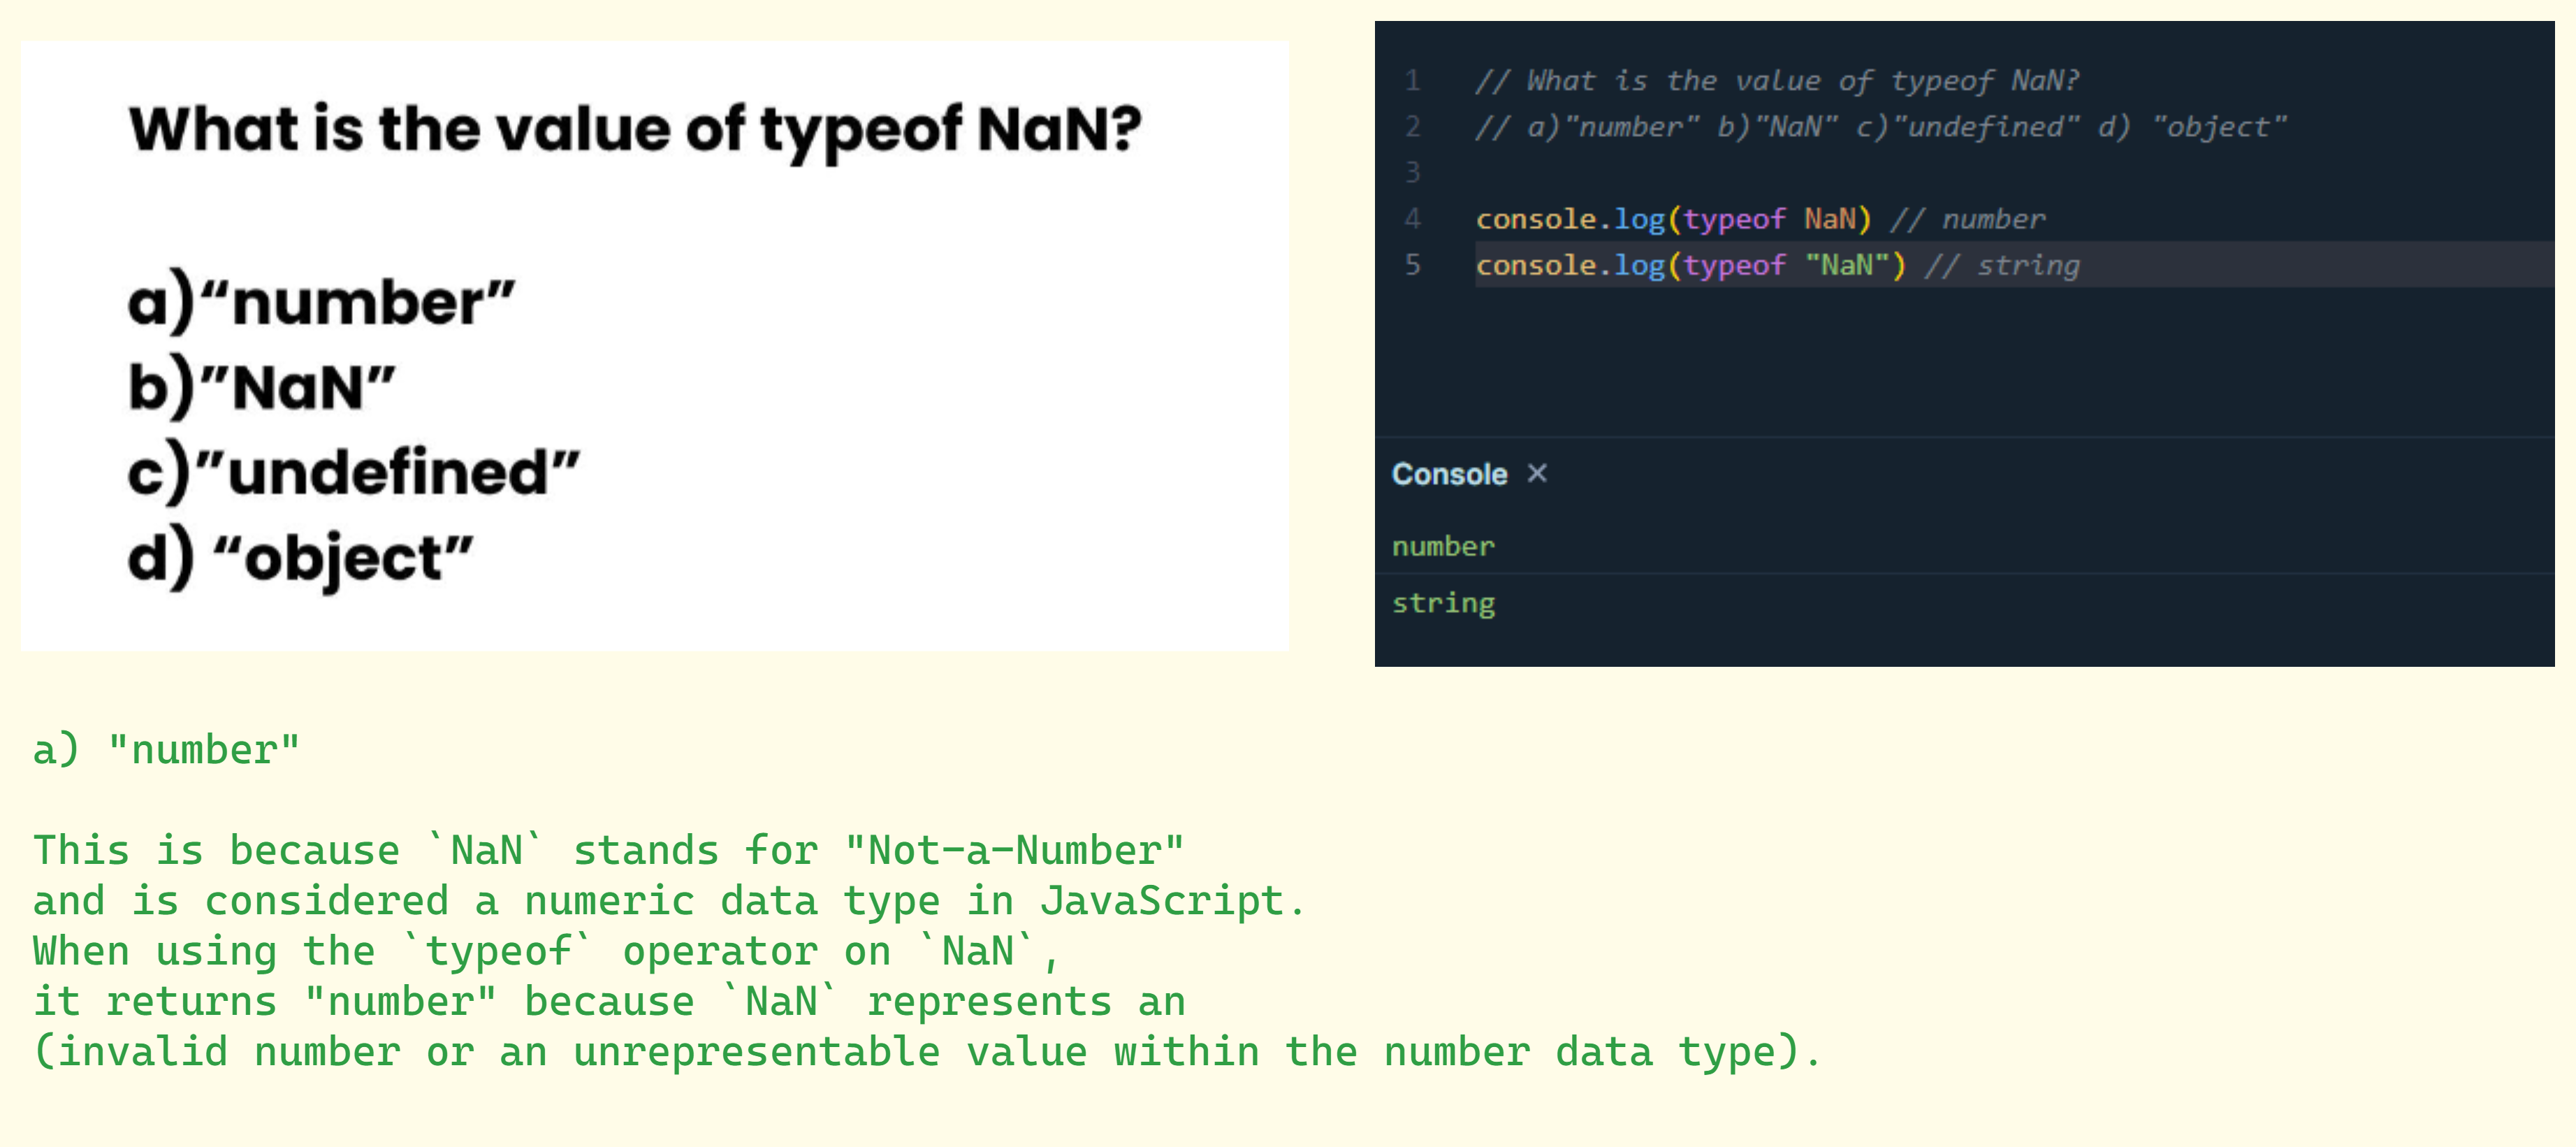 What is the value of typeof NaN?
a)“number”
b)”NaN”
c)”undefined”
d) “object”
1 // What is the value of typeof NaN?
2 // a)"number" b)"NaN" c)"undefined" d) "object"
3
4 console.log(typeof NaN) // number
5 console.log(typeof "NaN") // string
Console ×
number
string
a) "number"
This is because `NaN` stands for "Not-a-Number"
and is considered a numeric data type in JavaScript.
When using the `typeof` operator on `NaN`,
it returns "number" because `NaN` represents an
(invalid number or an unrepresentable value within the number data type).